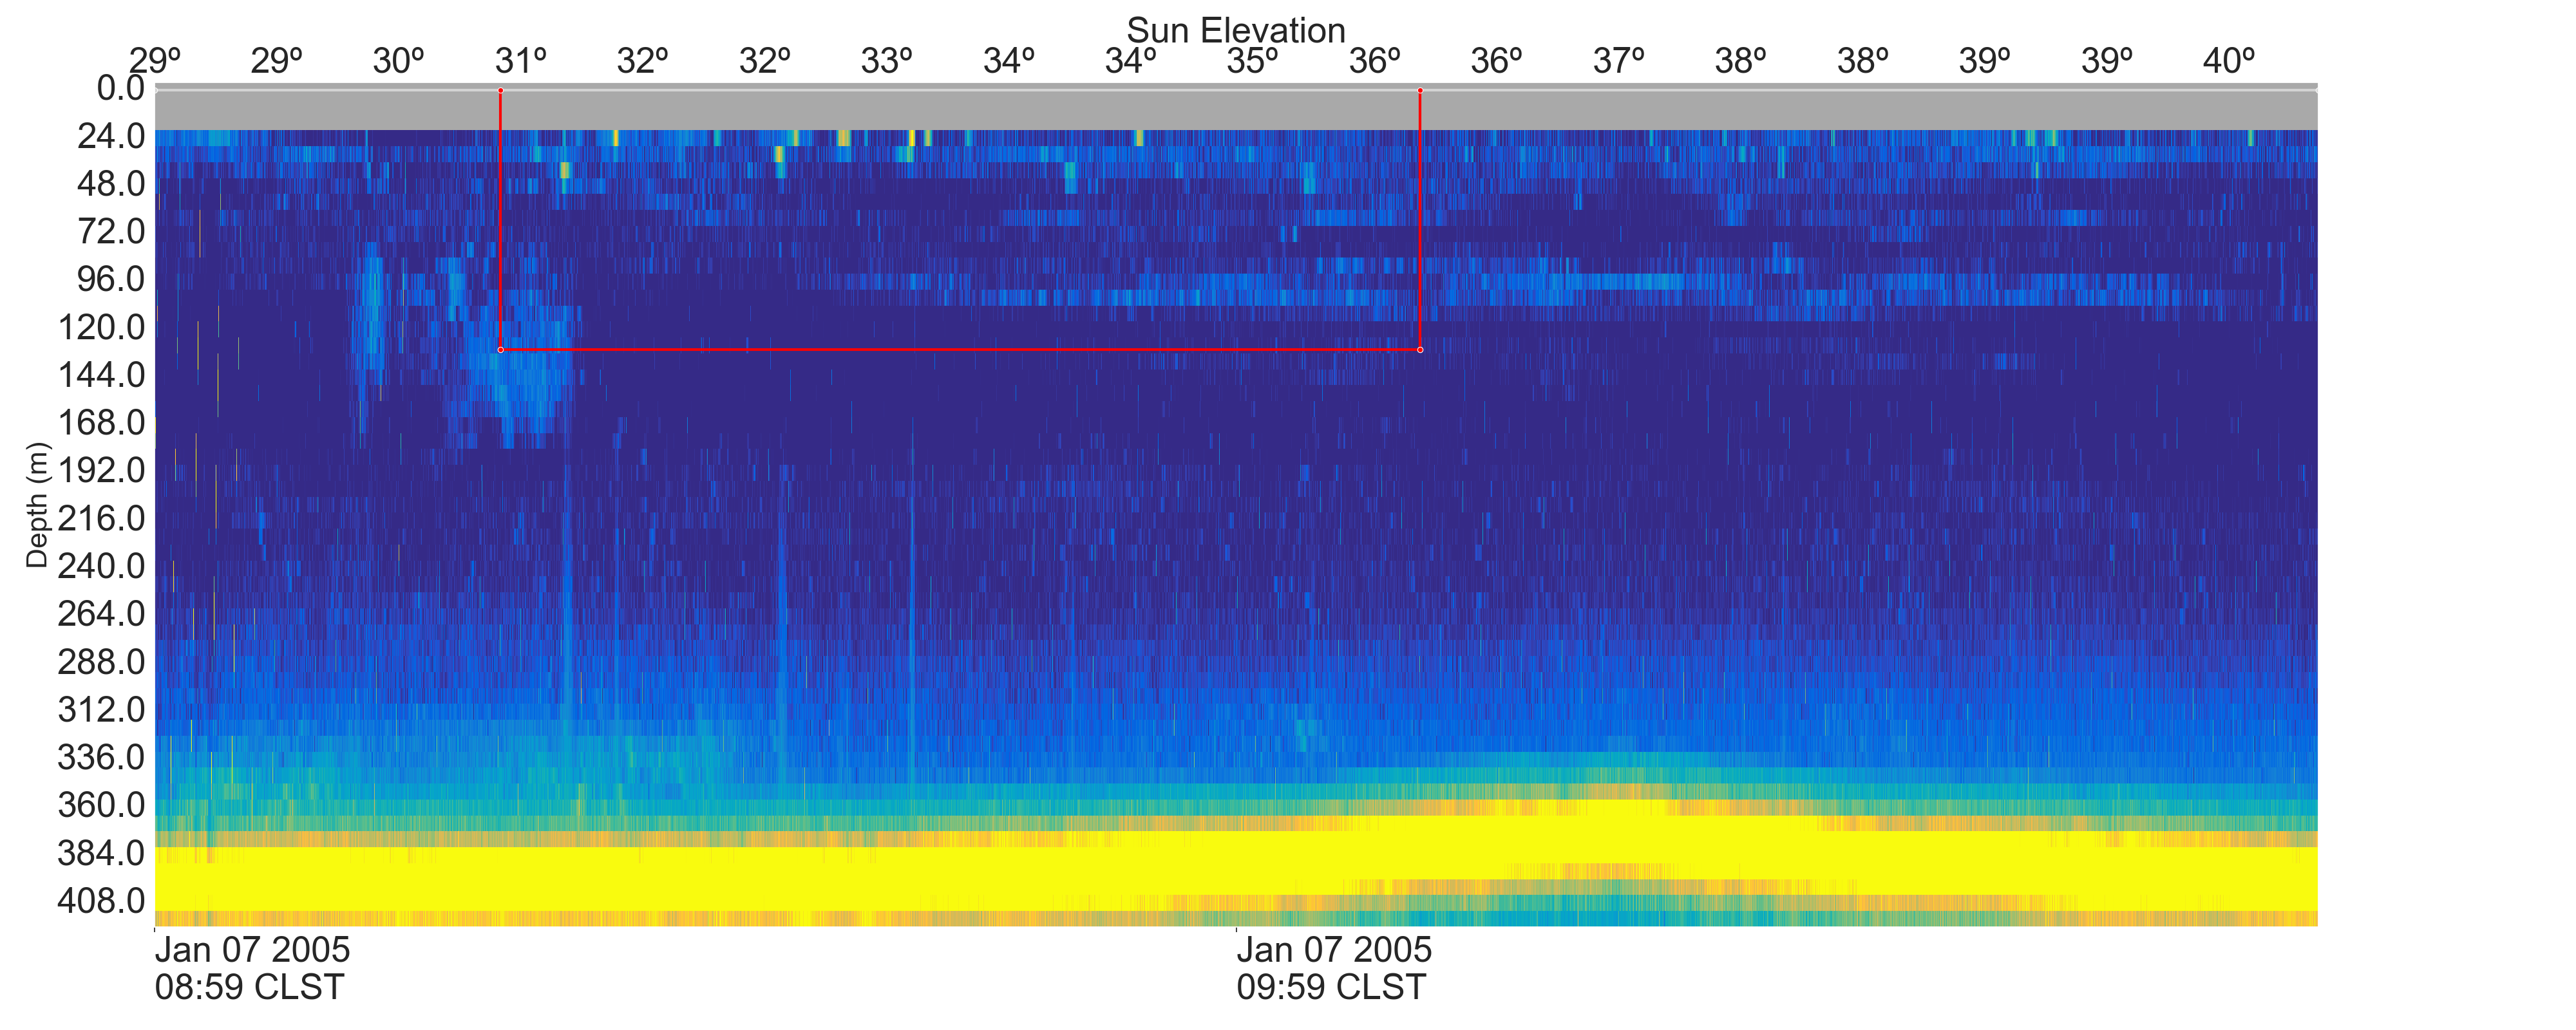 Sun Elevation
29º 29º 30º 31º 32º 32º 33º 34º 34º 35º 36º 36º 37º 38º 38º 39º 39º 40º
0.0
24.0
48.0
72.0
96.0
120.0
144.0
168.0
192.0
216.0
240.0
264.0
288.0
312.0
336.0
360.0
384.0
408.0
Depth (m)
Jan 07 2005
08:59 CLST
Jan 07 2005
09:59 CLST